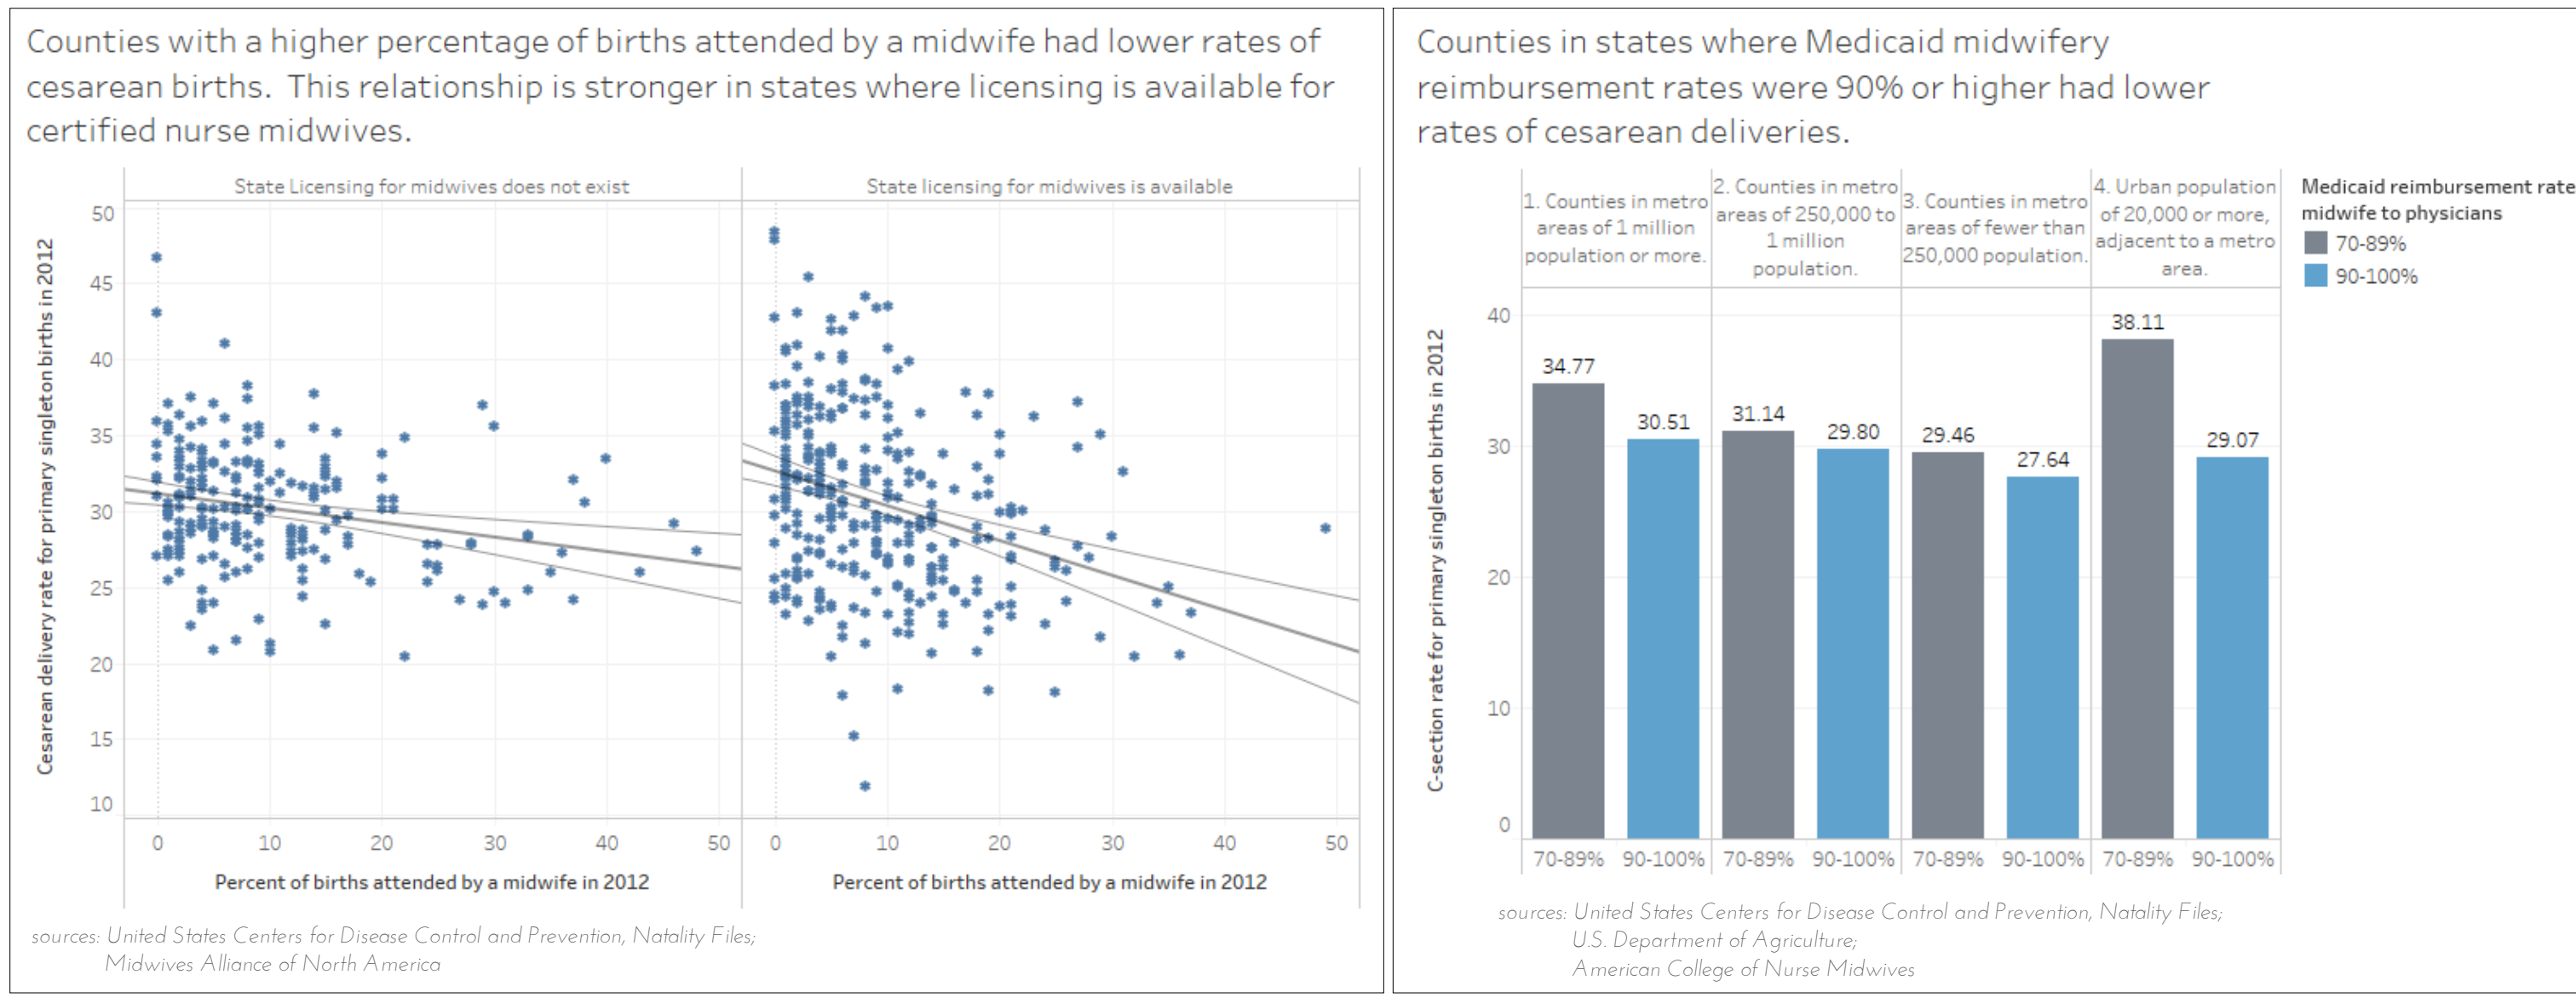 Counties with a higher percentage of births attended by a midwife had lower rates of
cesarean births.  This relationship is stronger in states where licensing is available for
certified nurse midwives.
State Licensing for midwives does not exist
State licensing for midwives is available
Cesarean delivery rate for primary singleton births in 2012
50
45
40
35
30
25
20
15
10
0 10 20 30 40 50
0 10 20 30 40 50
Percent of births attended by a midwife in 2012
Percent of births attended by a midwife in 2012
sources: United States Centers for Disease Control and Prevention, Natality Files;
Midwives Alliance of North America
Counties in states where Medicaid midwifery
reimbursement rates were 90% or higher had lower
rates of cesarean deliveries.
1. Counties in metro
areas of 1 million
population or more.
2. Counties in metro
areas of 250,000 to
1 million
population.
3. Counties in metro
areas of fewer than
250,000 population.
4. Urban population
of 20,000 or more,
adjacent to a metro
area.
Medicaid reimbursement rate
midwife to physicians
70-89%
90-100%
C-section rate for primary singleton births in 2012
40
30
20
10
0
34.77
30.51
31.14
29.80
29.46
27.64
38.11
29.07
70-89% 90-100% 70-89% 90-100% 70-89% 90-100% 70-89% 90-100%
sources: United States Centers for Disease Control and Prevention, Natality Files;
U.S. Department of Agriculture;
American College of Nurse Midwives